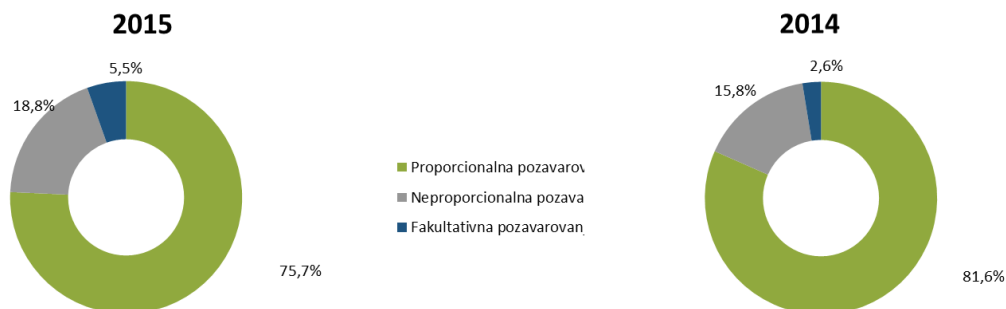 2015
5,5%
18,8%
75,7%
Proporcionalna pozavarov
Neproporcionalna pozava
Fakultativna pozavarovan
2014
2,6%
15,8%
81,6%